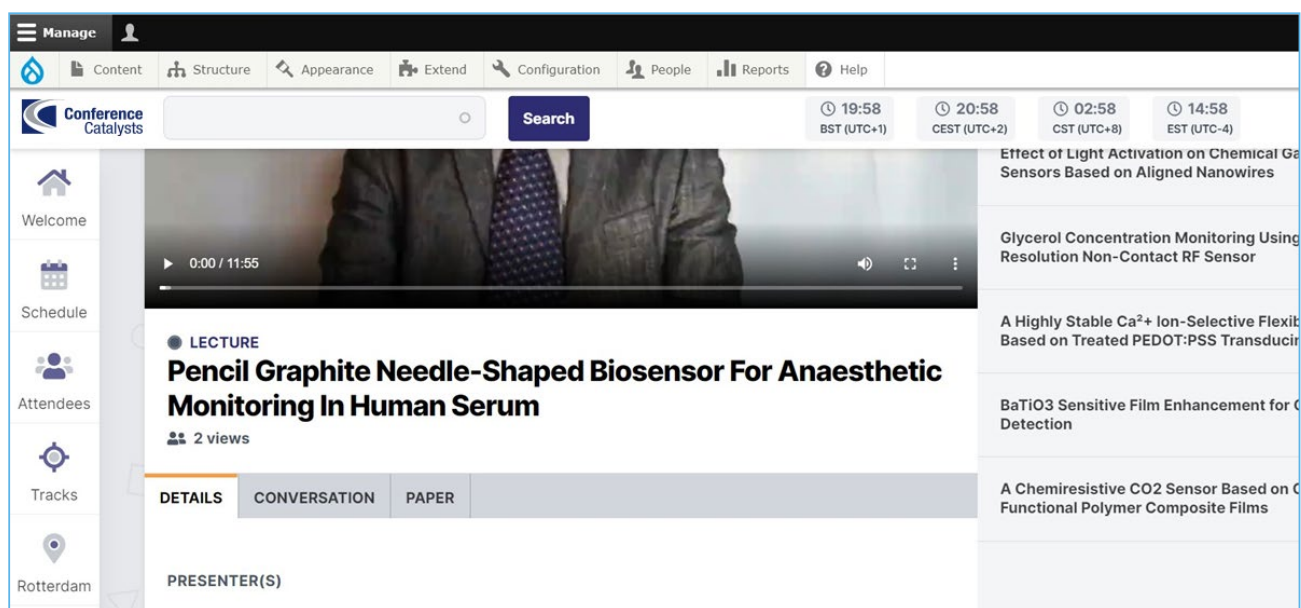 Manage
Content Structure Appearance Extend Configuration People Reports Help
Conference
Catalysts
Search
19:58
BST (UTC+1)
20:58
CEST (UTC+2)
02:58
CST (UTC+8)
14:58
EST (UTC-4)
Welcome
Schedule
Attendees
Tracks
Rotterdam
0:00 / 11:55
LECTURE
Pencil Graphite Needle-Shaped Biosensor For Anaesthetic
Monitoring In Human Serum
2 views
DETAILS CONVERSATION PAPER
PRESENTER(S)
Effect of Light Activation on Chemical Ga
Sensors Based on Aligned Nanowires
Glycerol Concentration Monitoring Using
Resolution Non-Contact RF Sensor
A Highly Stable Ca²+ Ion-Selective Flexib
Based on Treated PEDOT:PSS Transducin
BaTiO3 Sensitive Film Enhancement for
Detection
A Chemiresistive CO2 Sensor Based on
Functional Polymer Composite Films